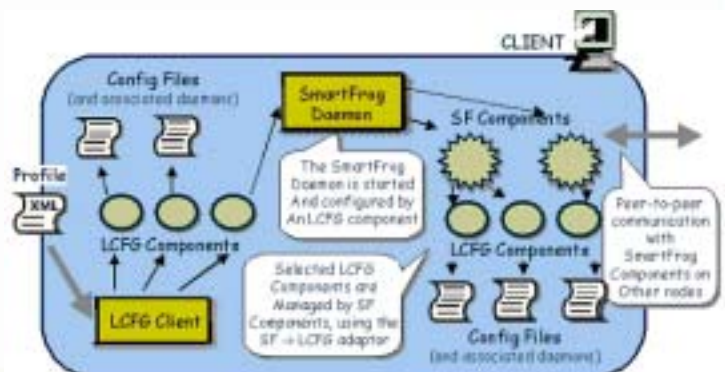 CLIENT
Config Files
(and associated daemons)
SmartFrog
Daemon
SF Components
Profile
XML
The SmartFrog
Daemon is started
And configured by
An LCFG component
LCFG Components
Peer-to-peer
communication
with
SmartFrog
Components on
Other nodes
LCFG Components
Selected LCFG
Components are
Managed by SF
Components, using the
SF → LCFG adaptor
LCFG Client
Config Files
(and associated daemons)